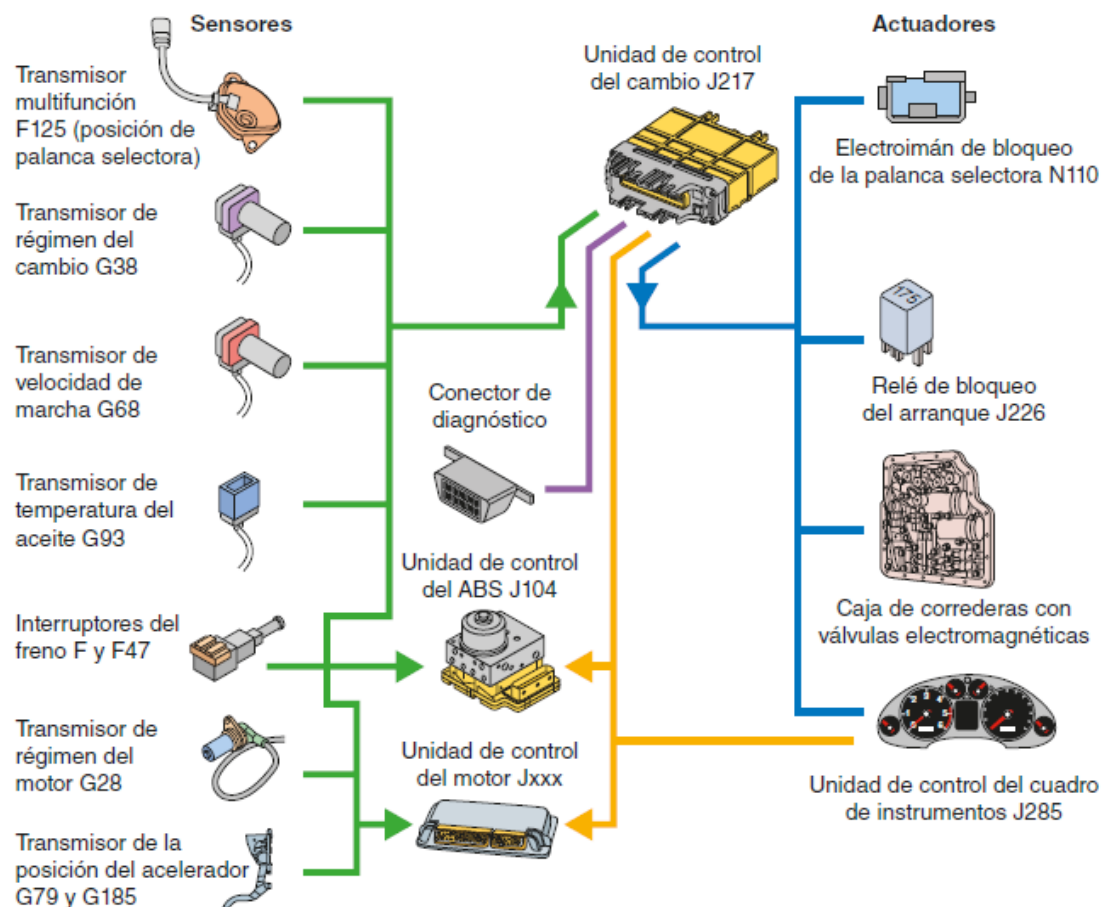 Sensores
Transmisor
multifunción
F125 (posición de
palanca selectora)
Transmisor de
régimen del
cambio G38
Transmisor de
velocidad de
marcha G68
Transmisor de
temperatura del
aceite G93
Interruptores del
freno F y F47
Transmisor de
régimen del
motor G28
Transmisor de la
posición del acelerador
G79 y G185
Unidad de control
del cambio J217
Conector de
diagnóstico
Unidad de control
del ABS J104
Unidad de control
del motor Jxxx
Actuadores
Electroimán de bloqueo
de la palanca selectora N110
175
Relé de bloqueo
del arranque J226
Caja de correderas con
válvulas electromagnéticas
Unidad de control del cuadro
de instrumentos J285